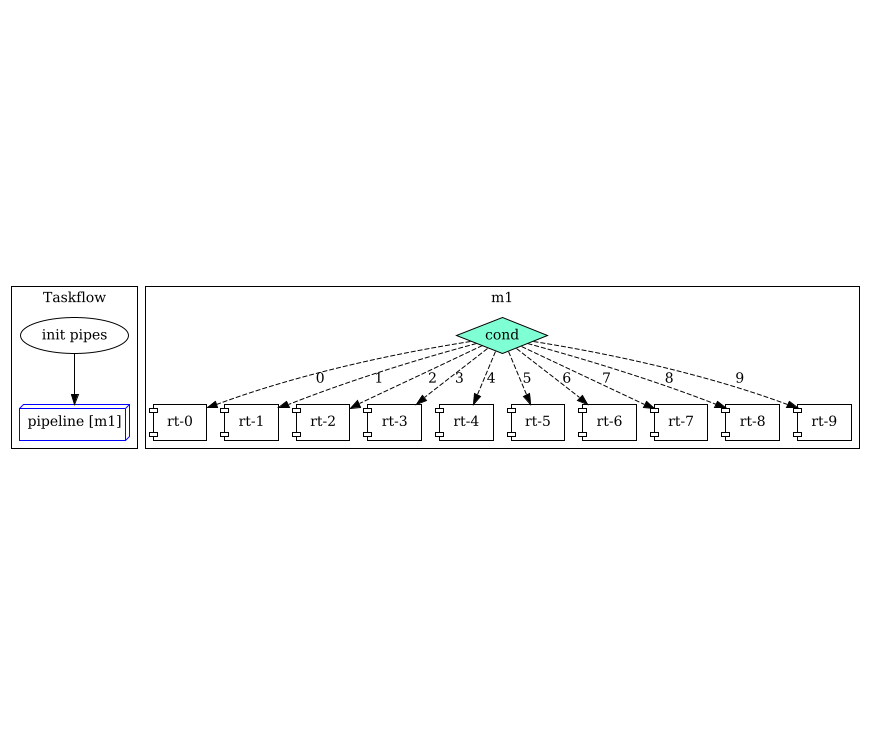 Taskflow
init pipes
pipeline [m1]
m1
cond
0 1 2 3 4 5 6 7 8 9
rt-0 rt-1 rt-2 rt-3 rt-4 rt-5 rt-6 rt-7 rt-8 rt-9